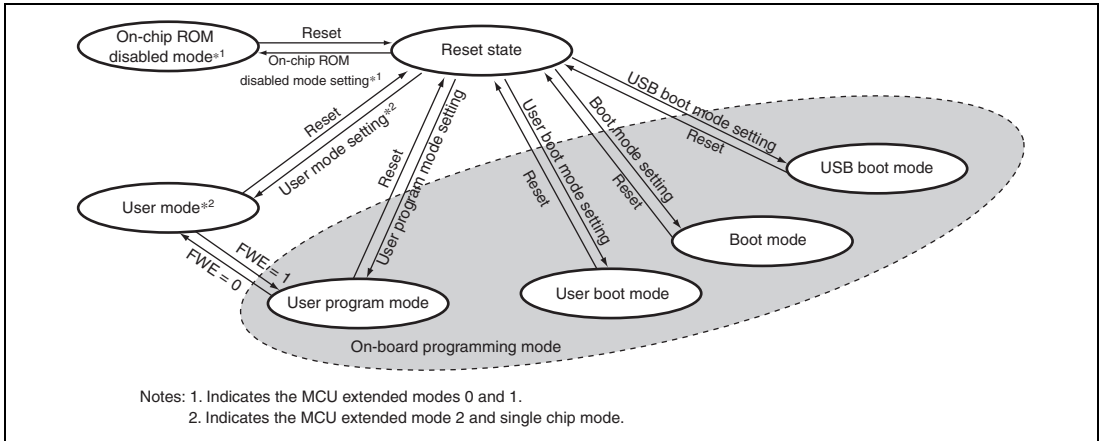 On-chip ROM
disabled mode*1
Reset
On-chip ROM
disabled mode setting*1
Reset state
Reset
User mode setting*2
Reset
User program mode setting
User boot mode setting
Reset
Boot mode setting
Reset
USB boot mode setting
Reset
USB boot mode
User mode*2
Boot mode
FWE = 1
FWE = 0
User program mode
User boot mode
On-board programming mode
Notes: 1. Indicates the MCU extended modes 0 and 1.
2. Indicates the MCU extended mode 2 and single chip mode.